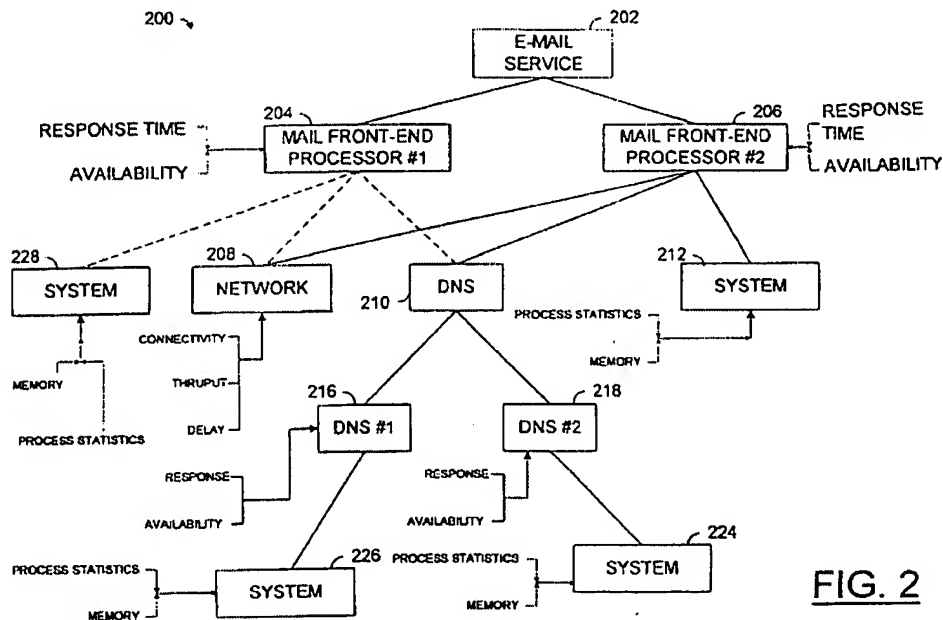 200
202
E-MAIL
SERVICE
204
206
RESPONSE TIME
AVAILABILITY
MAIL FRONT-END
PROCESSOR #1
MAIL FRONT-END
PROCESSOR #2
RESPONSE
TIME
AVAILABILITY
228
SYSTEM
208
NETWORK
210
DNS
212
SYSTEM
MEMORY
PROCESS STATISTICS
CONNECTIVITY
THRUPUT
DELAY
PROCESS STATISTICS
MEMORY
216
DNS #1
218
DNS #2
RESPONSE
AVAILABILITY
RESPONSE
AVAILABILITY
226
SYSTEM
PROCESS STATISTICS
MEMORY
224
SYSTEM
PROCESS STATISTICS
MEMORY
FIG. 2